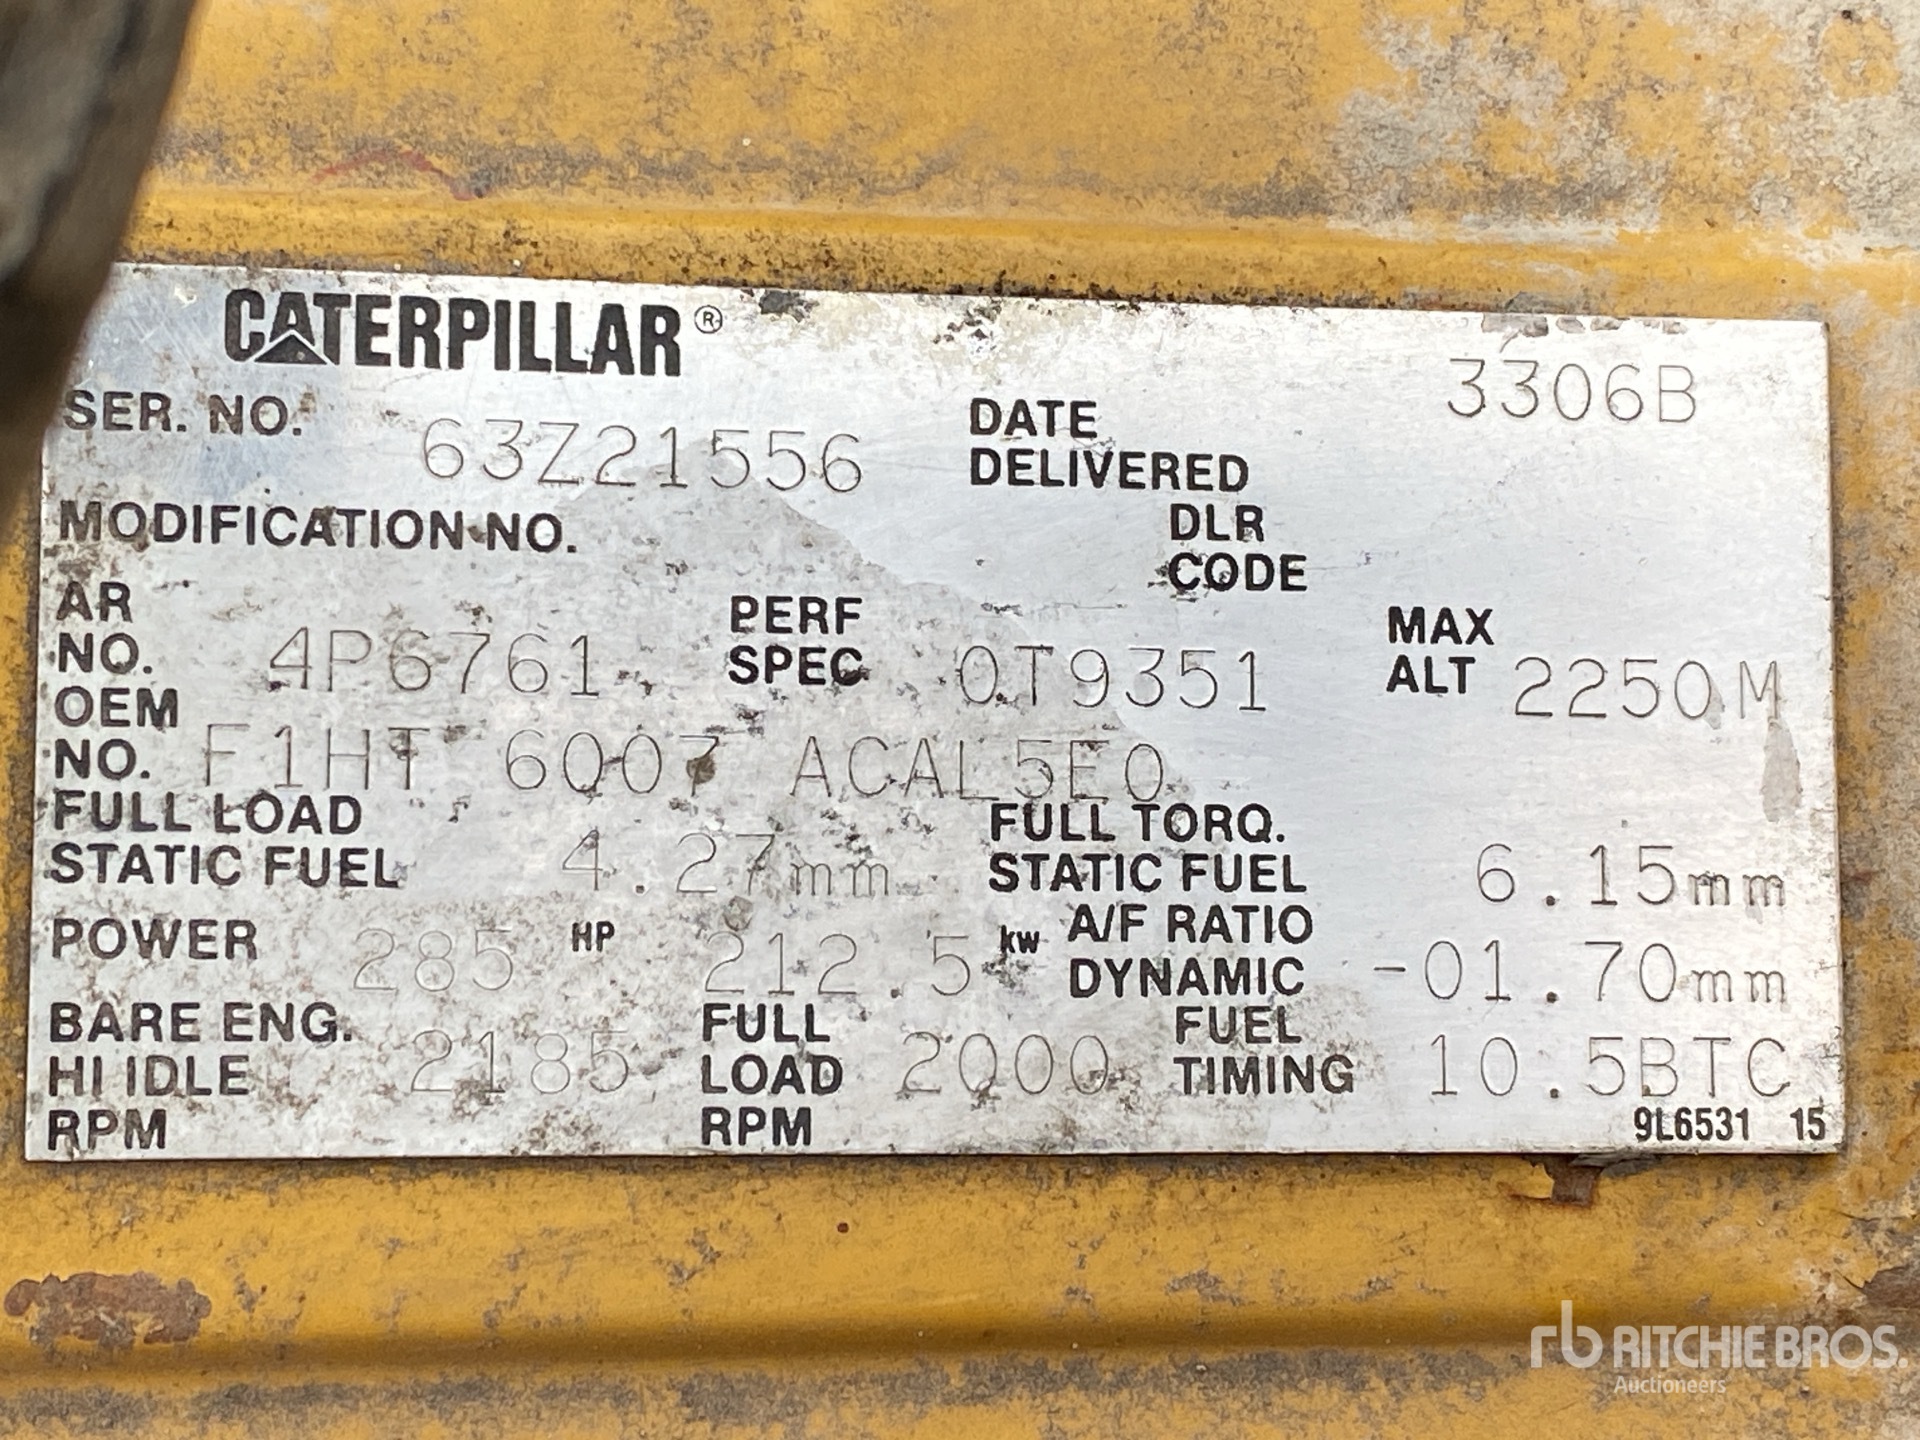 CATERPILLAR® 3306B
SER. NO. 63Z21556 DATE DELIVERED
MODIFICATION NO. DLR CODE
AR NO. 4P6761 PERF SPEC 0T9351 MAX ALT 2250M
OEM NO. F1HT 6007 ACAL5E0
FULL LOAD STATIC FUEL 4.27mm FULL TORQ. STATIC FUEL 6.15mm
POWER 285 HP 212.5 kw A/F RATIO DYNAMIC -01.70mm
BARE ENG. HI IDLE RPM 2185 FULL LOAD RPM 2000 FUEL TIMING 10.5BTC
9L6531 15
rb RITCHIE BROS.
Auctioneers